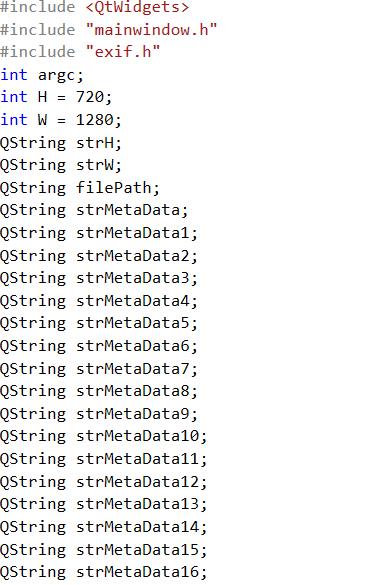 #include <QtWidgets>
#include "mainwindow.h"
#include "exif.h"
int argc;
int H = 720;
int W = 1280;
QString strH;
QString strW;
QString filePath;
QString strMetaData;
QString strMetaData1;
QString strMetaData2;
QString strMetaData3;
QString strMetaData4;
QString strMetaData5;
QString strMetaData6;
QString strMetaData7;
QString strMetaData8;
QString strMetaData9;
QString strMetaData10;
QString strMetaData11;
QString strMetaData12;
QString strMetaData13;
QString strMetaData14;
QString strMetaData15;
QString strMetaData16;